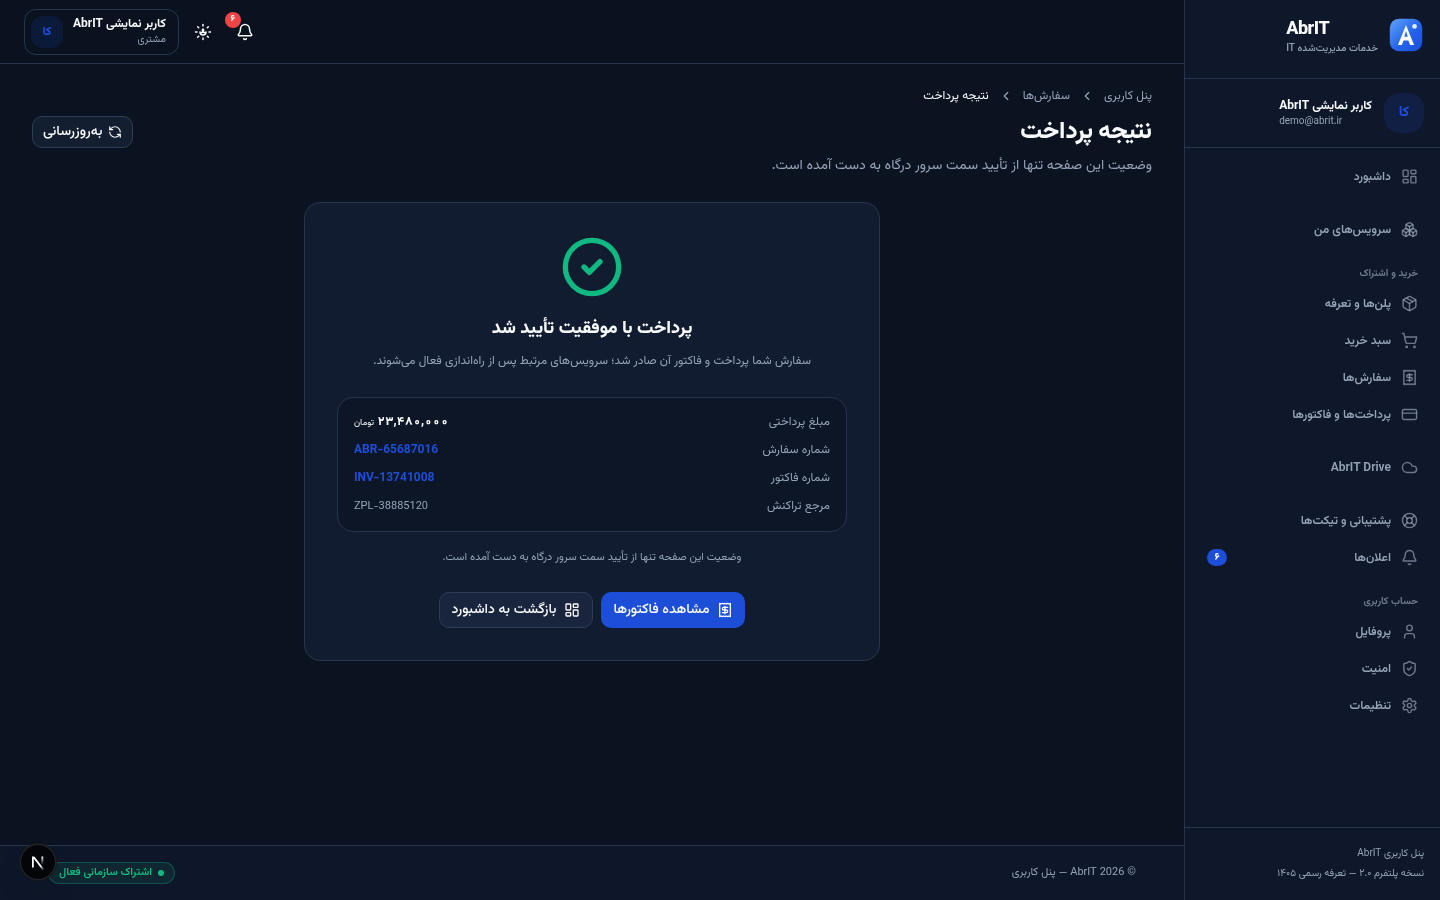 AbrIT
خدمات مدیریت‌شده IT
کاربر نمایشی AbrIT
کا
demo@abrit.ir
داشبورد
سرویس‌های من
خرید و اشتراک
پلن‌ها و تعرفه
سبد خرید
سفارش‌ها
پرداخت‌ها و فاکتورها
AbrIT Drive
پشتیبانی و تیکت‌ها
اعلان‌ها
۶
حساب کاربری
پروفایل
امنیت
تنظیمات
پنل کاربری AbrIT
نسخه پلتفرم ۲.۰ — تعرفه رسمی ۱۴۰۵
۶
کاربر نمایشی AbrIT
مشتری
کا
پنل کاربری
سفارش‌ها
نتیجه پرداخت
نتیجه پرداخت
به‌روزرسانی
وضعیت این صفحه تنها از تأیید سمت سرور درگاه به دست آمده است.
پرداخت با موفقیت تأیید شد
سفارش شما پرداخت و فاکتور آن صادر شد؛ سرویس‌های مرتبط پس از راه‌اندازی فعال می‌شوند.
مبلغ پرداختی
۲۳,۴۸۰,۰۰۰ تومان
شماره سفارش
ABR-65687016
شماره فاکتور
INV-13741008
مرجع تراکنش
ZPL-38885120
وضعیت این صفحه تنها از تأیید سمت سرور درگاه به دست آمده است.
مشاهده فاکتورها
بازگشت به داشبورد
© 2026 AbrIT — پنل کاربری
اشتراک سازمانی فعال
N